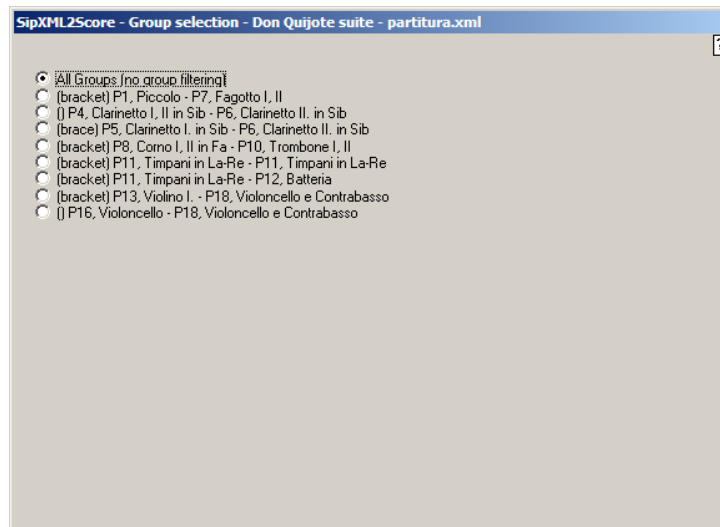 SipXML2Score - Group selection - Don Quijote suite - partitura.xml
?
All Groups (no group filtering)
(bracket) P1, Piccolo - P7, Fagotto I, II
() P4, Clarinetto I, II in Sib - P6, Clarinetto II. in Sib
(brace) P5, Clarinetto I. in Sib - P6, Clarinetto II. in Sib
(bracket) P8, Corno I, II in Fa - P10, Trombone I, II
(bracket) P11, Timpani in La-Re - P11, Timpani in La-Re
(bracket) P11, Timpani in La-Re - P12, Batteria
(bracket) P13, Violino I. - P18, Violoncello e Contrabasso
() P16, Violoncello - P18, Violoncello e Contrabasso